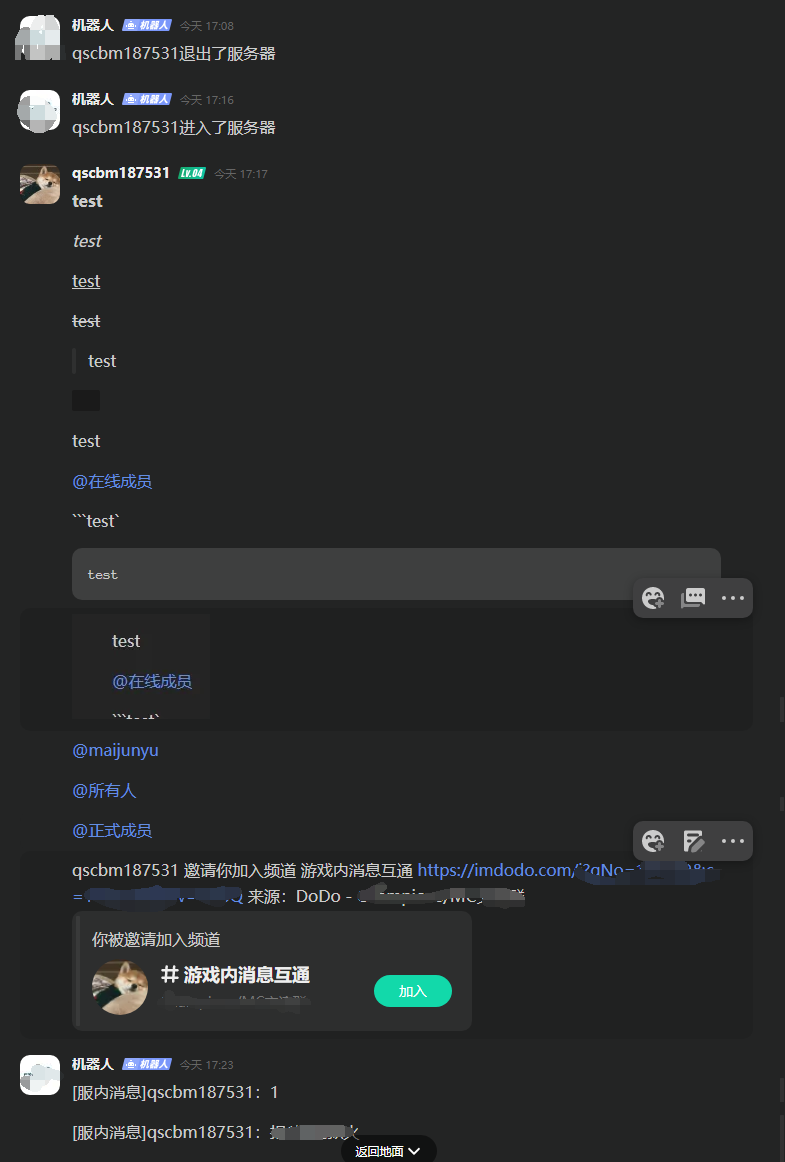 机器人 机器人 今天 17:08
qscbm187531退出了服务器
机器人 机器人 今天 17:16
qscbm187531进入了服务器
qscbm187531 Lv.04 今天 17:17
test
test
test
test
test
test
@在线成员
```test`
test
test
@在线成员
```test`
@maijunyu
@所有人
@正式成员
qscbm187531 邀请你加入频道 游戏内消息互通 https://imdodo.com/
来源：DoDo -
你被邀请加入频道
# 游戏内消息互通
加入
机器人 机器人 今天 17:23
[服内消息]qscbm187531：1
[服内消息]qscbm187531：
返回地面